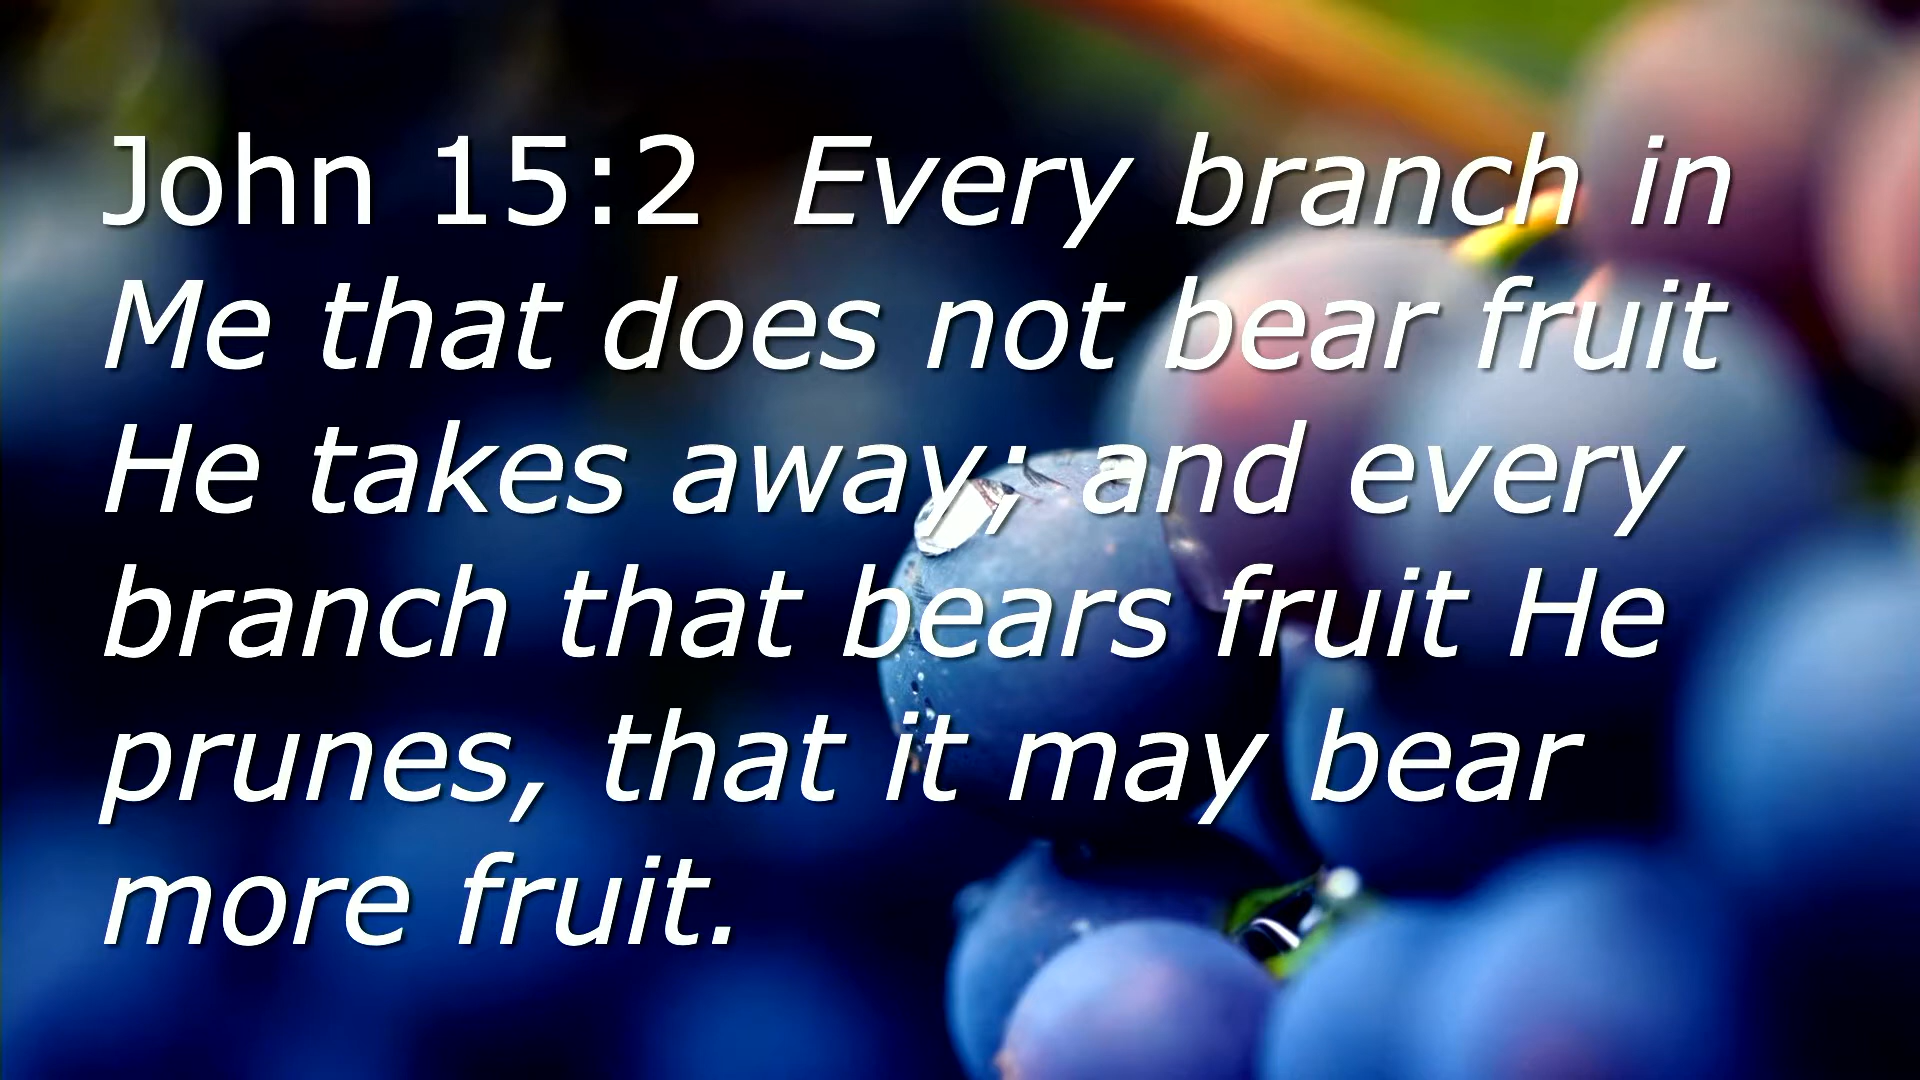 John 15:2  Every branch in
Me that does not bear fruit
He takes away; and every
branch that bears fruit He
prunes, that it may bear
more fruit.